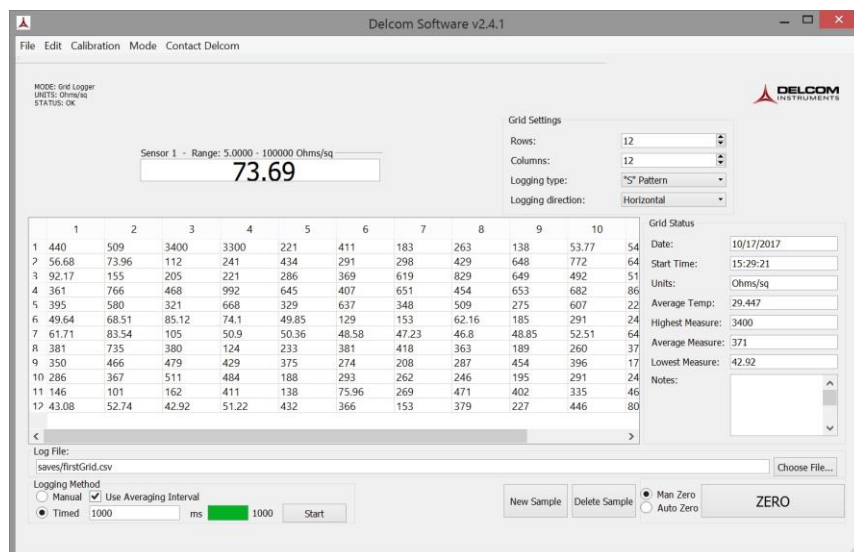 Delcom Software v2.4.1
File Edit Calibration Mode Contact Delcom
MODE: Grid Logger
UNITS: Ohms/sq
STATUS: OK
DELCOM
INSTRUMENTS
Sensor 1 - Range: 5.0000 - 100000 Ohms/sq
73.69
Grid Settings
Rows: 12
Columns: 12
Logging type: "S" Pattern
Logging direction: Horizontal
1 2 3 4 5 6 7 8 9 10
1 440 509 3400 3300 221 411 183 263 138 53.77 54
2 56.68 73.96 112 241 434 291 298 429 648 772 64
3 92.17 155 205 221 286 369 619 829 649 492 51
4 361 766 468 992 645 407 651 454 653 682 86
5 395 580 321 668 329 637 348 509 275 607 22
6 49.64 68.51 85.12 74.1 49.85 129 153 62.16 185 291 24
7 61.71 83.54 105 50.9 50.36 48.58 47.23 46.8 48.85 52.51 64
8 381 735 380 124 233 381 418 363 189 260 37
9 350 466 479 429 375 274 208 287 454 396 17
10 286 367 511 484 188 293 262 246 195 291 24
11 146 101 162 411 138 75.96 269 471 402 335 46
12 43.08 52.74 42.92 51.22 432 366 153 379 227 446 80
Grid Status
Date: 10/17/2017
Start Time: 15:29:21
Units: Ohms/sq
Average Temp: 29.447
Highest Measure: 3400
Average Measure: 371
Lowest Measure: 42.92
Notes:
Log File:
saves/firstGrid.csv
Choose File...
Logging Method
Manual Use Averaging Interval
Timed 1000 ms 1000 Start
New Sample Delete Sample
Man Zero
Auto Zero
ZERO